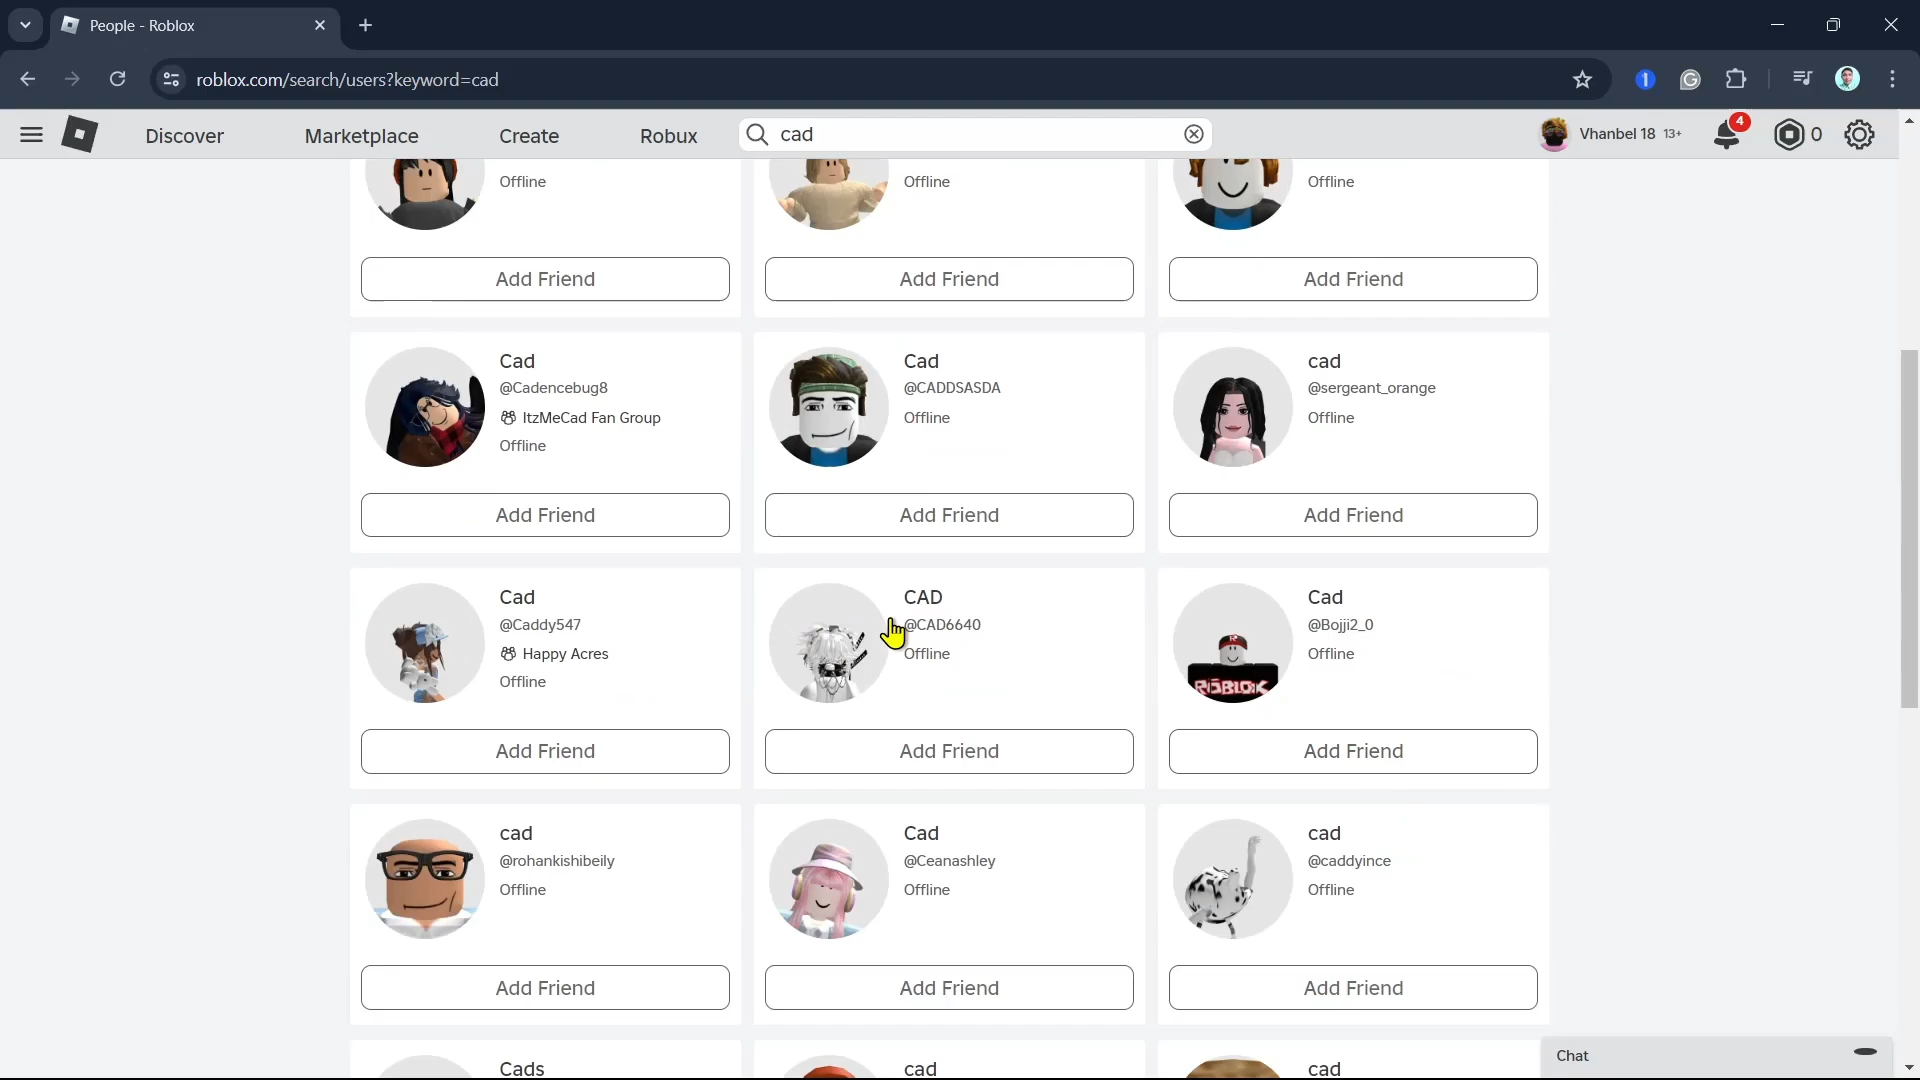 People - Roblox
roblox.com/search/users?keyword=cad
Discover
Marketplace
Create
Robux
cad
Vhanbel 18 13+
4
0
Offline
Offline
Offline
Add Friend
Add Friend
Add Friend
Cad
@Cadencebug8
ItzMeCad Fan Group
Offline
Add Friend
Cad
@CADDSASDA
Offline
Add Friend
cad
@sergeant_orange
Offline
Add Friend
Cad
@Caddy547
Happy Acres
Offline
Add Friend
CAD
@CAD6640
Offline
Add Friend
Cad
@Bojji2_0
ROBLOX
Offline
Add Friend
cad
@rohankishibeily
Offline
Add Friend
Cad
@Ceanashley
Offline
Add Friend
cad
@caddyince
Offline
Add Friend
Cads
cad
cad
Chat